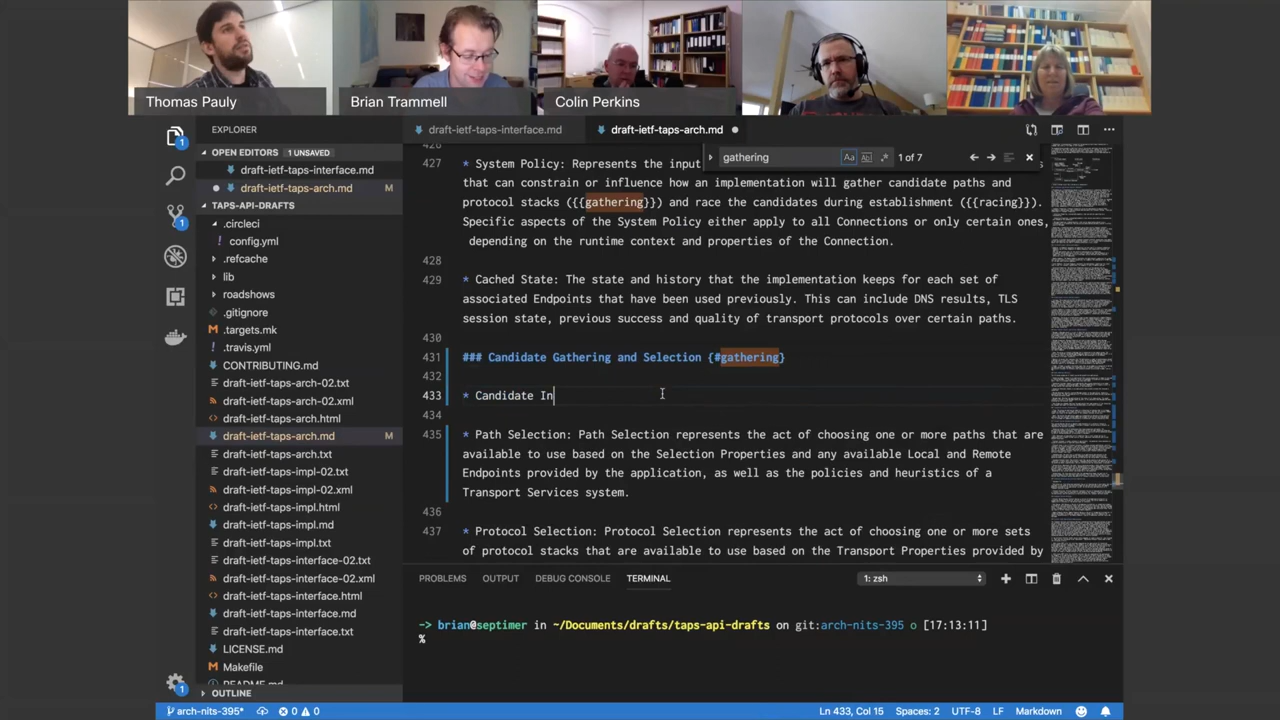 Thomas Pauly
Brian Trammell
Colin Perkins
EXPLORER
OPEN EDITORS 1 UNSAVED
draft-ietf-taps-interface.md
draft-ietf-taps-arch.md M
TAPS-API-DRAFTS
.circleci
config.yml
.refcache
lib
roadshows
.gitignore
.targets.mk
.travis.yml
CONTRIBUTING.md
draft-ietf-taps-arch-02.txt
draft-ietf-taps-arch-02.xml
draft-ietf-taps-arch.html
draft-ietf-taps-arch.md M
draft-ietf-taps-arch.txt
draft-ietf-taps-impl-02.txt
draft-ietf-taps-impl-02.xml
draft-ietf-taps-impl.html
draft-ietf-taps-impl.md
draft-ietf-taps-impl.txt
draft-ietf-taps-interface-02.txt
draft-ietf-taps-interface-02.xml
draft-ietf-taps-interface.html
draft-ietf-taps-interface.md
draft-ietf-taps-interface.txt
LICENSE.md
Makefile
README.md
OUTLINE
draft-ietf-taps-interface.md
draft-ietf-taps-arch.md
gathering Aa Abl .* 1 of 7
426
427 * System Policy: Represents the input
that can constrain or influence how an implementation will gather candidate paths and
protocol stacks ({{gathering}}) and race the candidates during establishment ({{racing}}).
Specific aspects of the System Policy either apply to all Connections or only certain ones,
depending on the runtime context and properties of the Connection.
428
429 * Cached State: The state and history that the implementation keeps for each set of
associated Endpoints that have been used previously. This can include DNS results, TLS
session state, previous success and quality of transport protocols over certain paths.
430
431 ### Candidate Gathering and Selection {#gathering}
432
433 * Candidate In
434
435 * Path Selection: Path Selection represents the act of choosing one or more paths that are
available to use based on the Selection Properties and any available Local and Remote
Endpoints provided by the application, as well as the policies and heuristics of a
Transport Services system.
436
437 * Protocol Selection: Protocol Selection represents the act of choosing one or more sets
of protocol stacks that are available to use based on the Transport Properties provided by
PROBLEMS OUTPUT DEBUG CONSOLE TERMINAL 1: zsh
-> brian@septimer in ~/Documents/drafts/taps-api-drafts on git:arch-nits-395 o [17:13:11]
%
arch-nits-395* 0 0 Ln 433, Col 15 Spaces: 2 UTF-8 LF Markdown